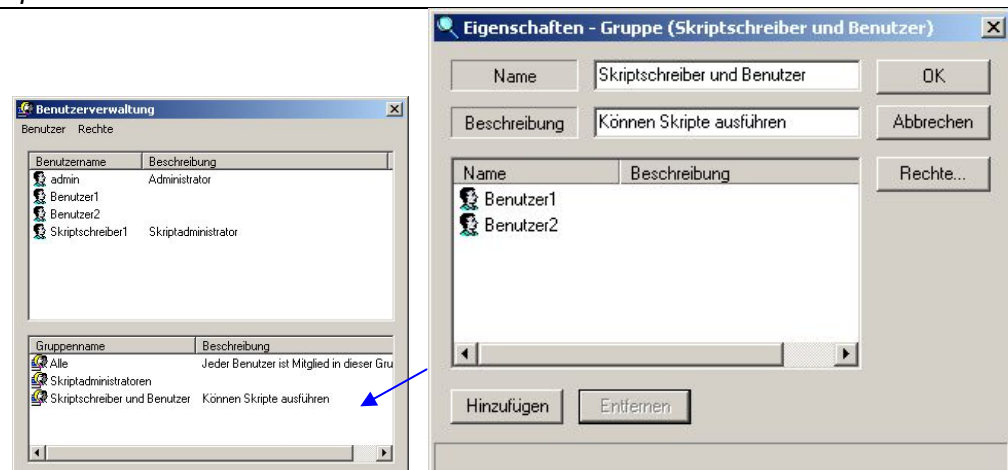 Benutzerverwaltung
Benutzer Rechte
Benutzername Beschreibung
admin Administrator
Benutzer1
Benutzer2
Skriptschreiber1 Skriptadministrator
Gruppenname Beschreibung
Alle Jeder Benutzer ist Mitglied in dieser Gru
Skriptadministratoren
Skriptschreiber und Benutzer Können Skripte ausführen
Eigenschaften - Gruppe (Skriptschreiber und Benutzer)
Name Skriptschreiber und Benutzer OK
Beschreibung Können Skripte ausführen Abbrechen
Name Beschreibung Rechte...
Benutzer1
Benutzer2
Hinzufügen Entfernen